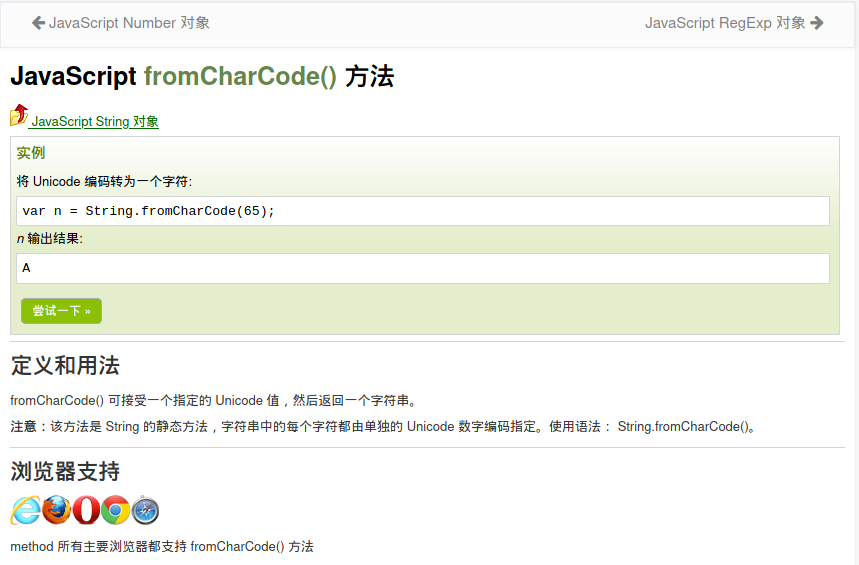 JavaScript Number 对象
JavaScript RegExp 对象
JavaScript fromCharCode() 方法
JavaScript String 对象
实例
将 Unicode 编码转为一个字符:
var n = String.fromCharCode(65);
n 输出结果:
A
尝试一下 »
定义和用法
fromCharCode() 可接受一个指定的 Unicode 值，然后返回一个字符串。
注意：该方法是 String 的静态方法，字符串中的每个字符都由单独的 Unicode 数字编码指定。使用语法： String.fromCharCode()。
浏览器支持
method 所有主要浏览器都支持 fromCharCode() 方法